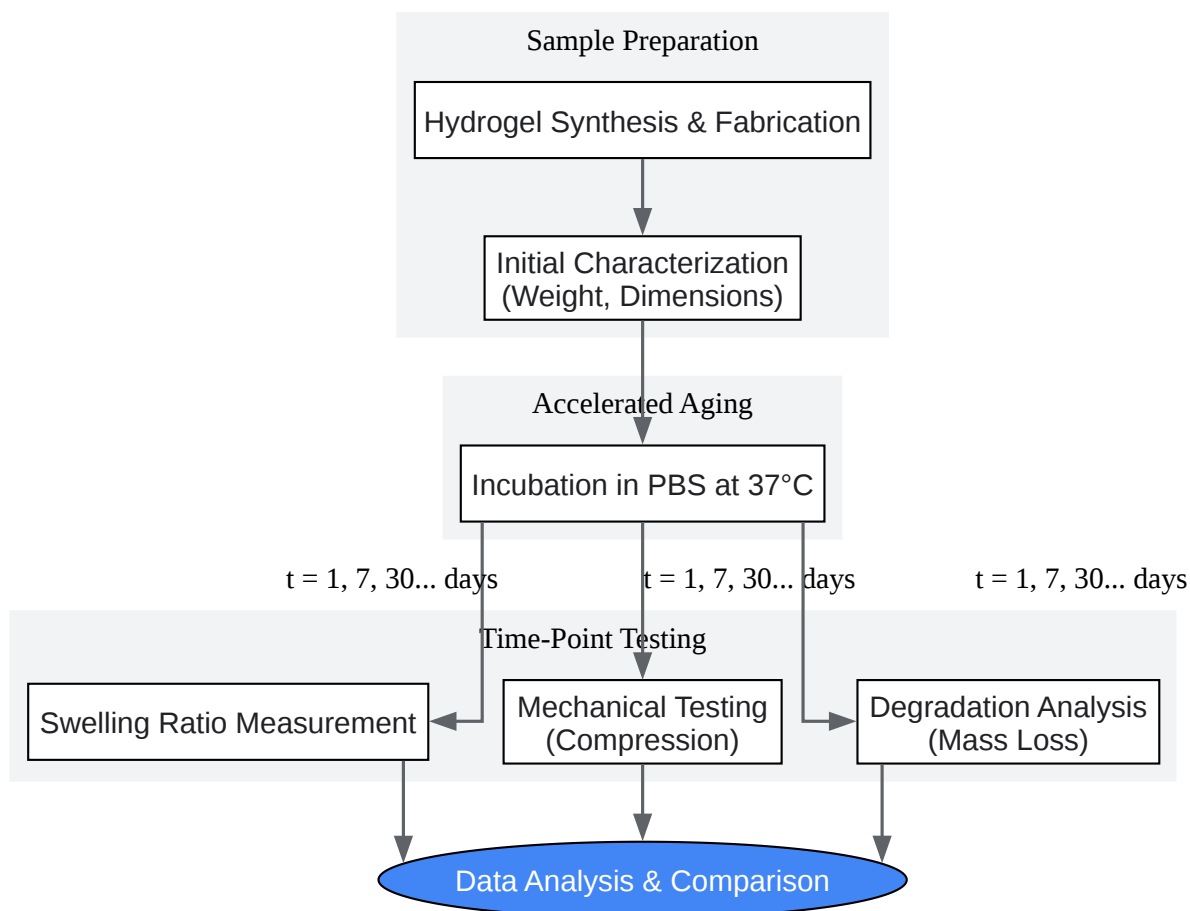 Sample Preparation
Hydrogel Synthesis & Fabrication
Initial Characterization
(Weight, Dimensions)
Accelerated Aging
Incubation in PBS at 37°C
t = 1, 7, 30... days
t = 1, 7, 30... days
t = 1, 7, 30... days
Time-Point Testing
Swelling Ratio Measurement
Mechanical Testing
(Compression)
Degradation Analysis
(Mass Loss)
Data Analysis & Comparison